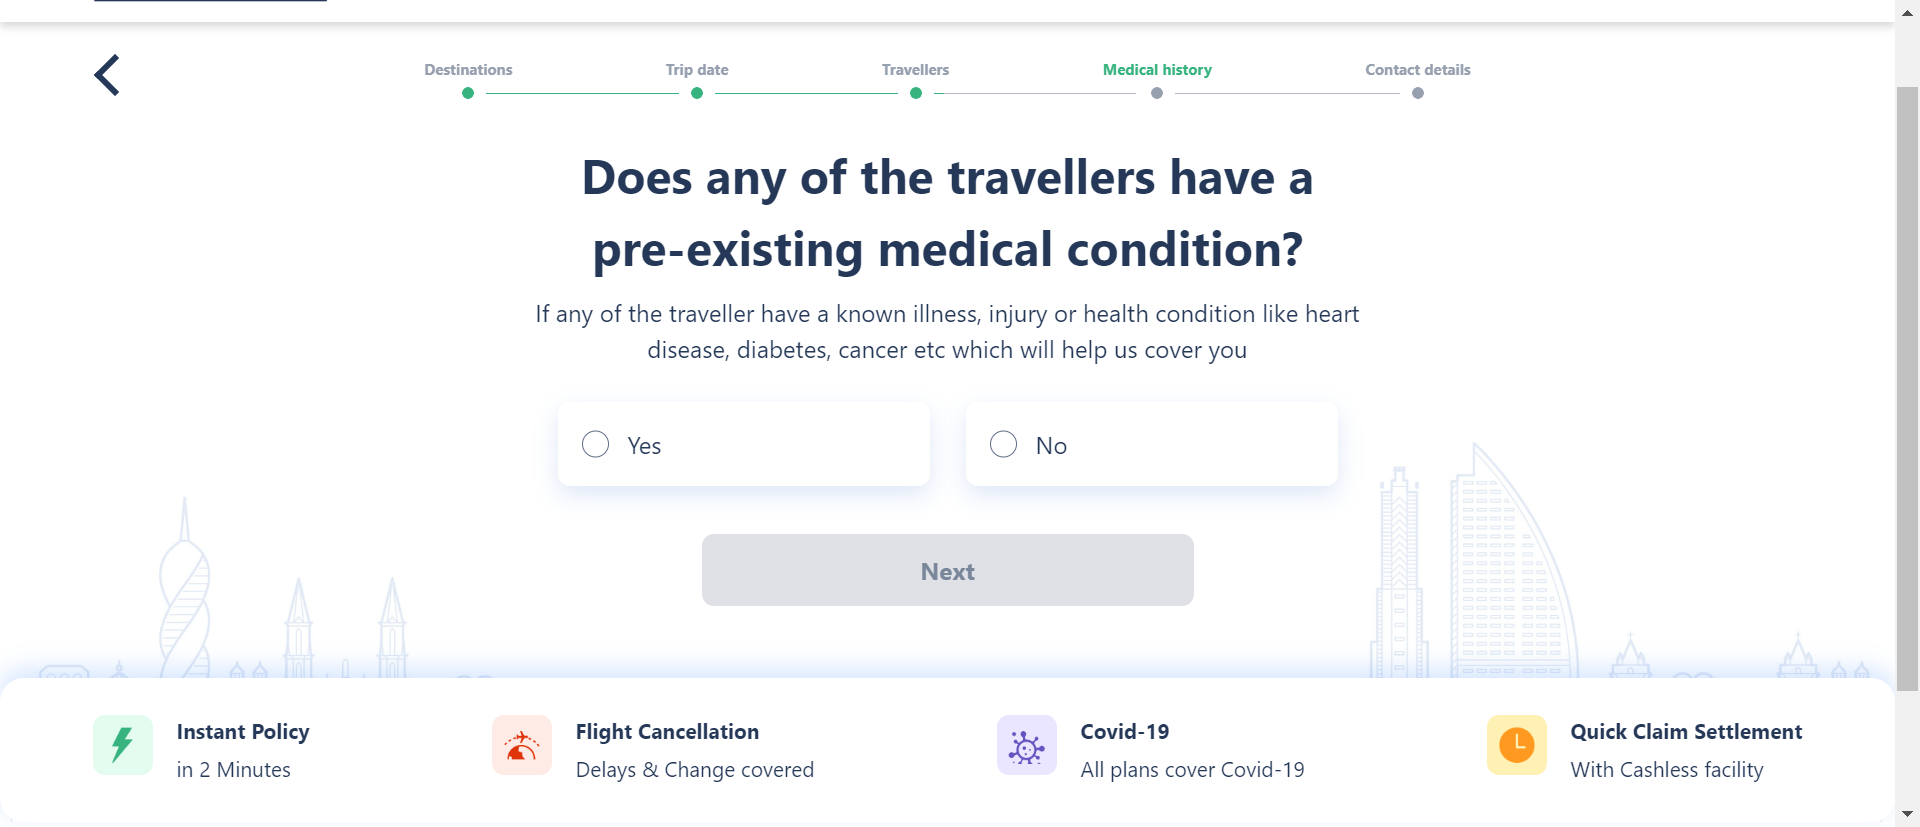 Destinations
Trip date
Travellers
Medical history
Contact details
Does any of the travellers have a
pre-existing medical condition?
If any of the traveller have a known illness, injury or health condition like heart
disease, diabetes, cancer etc which will help us cover you
Yes
No
Next
Instant Policy
in 2 Minutes
Flight Cancellation
Delays & Change covered
Covid-19
All plans cover Covid-19
Quick Claim Settlement
With Cashless facility